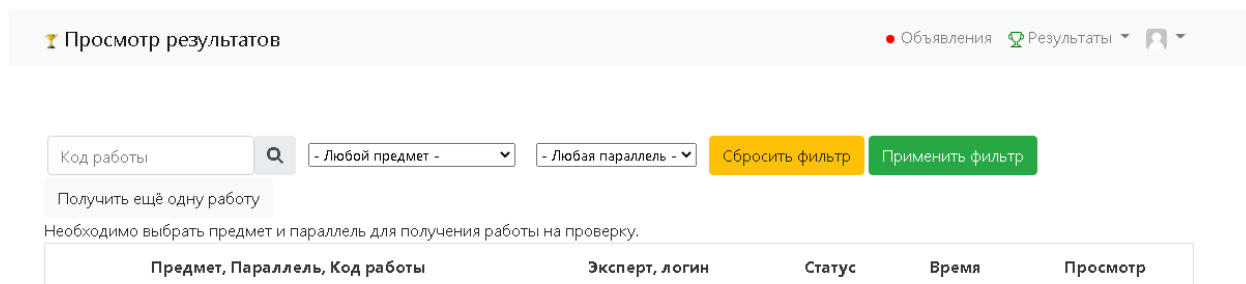 Просмотр результатов
Объявления Результаты
Код работы - Любой предмет - - Любая параллель - Сбросить фильтр Применить фильтр
Получить ещё одну работу
Необходимо выбрать предмет и параллель для получения работы на проверку.
Предмет, Параллель, Код работы Эксперт, логин Статус Время Просмотр